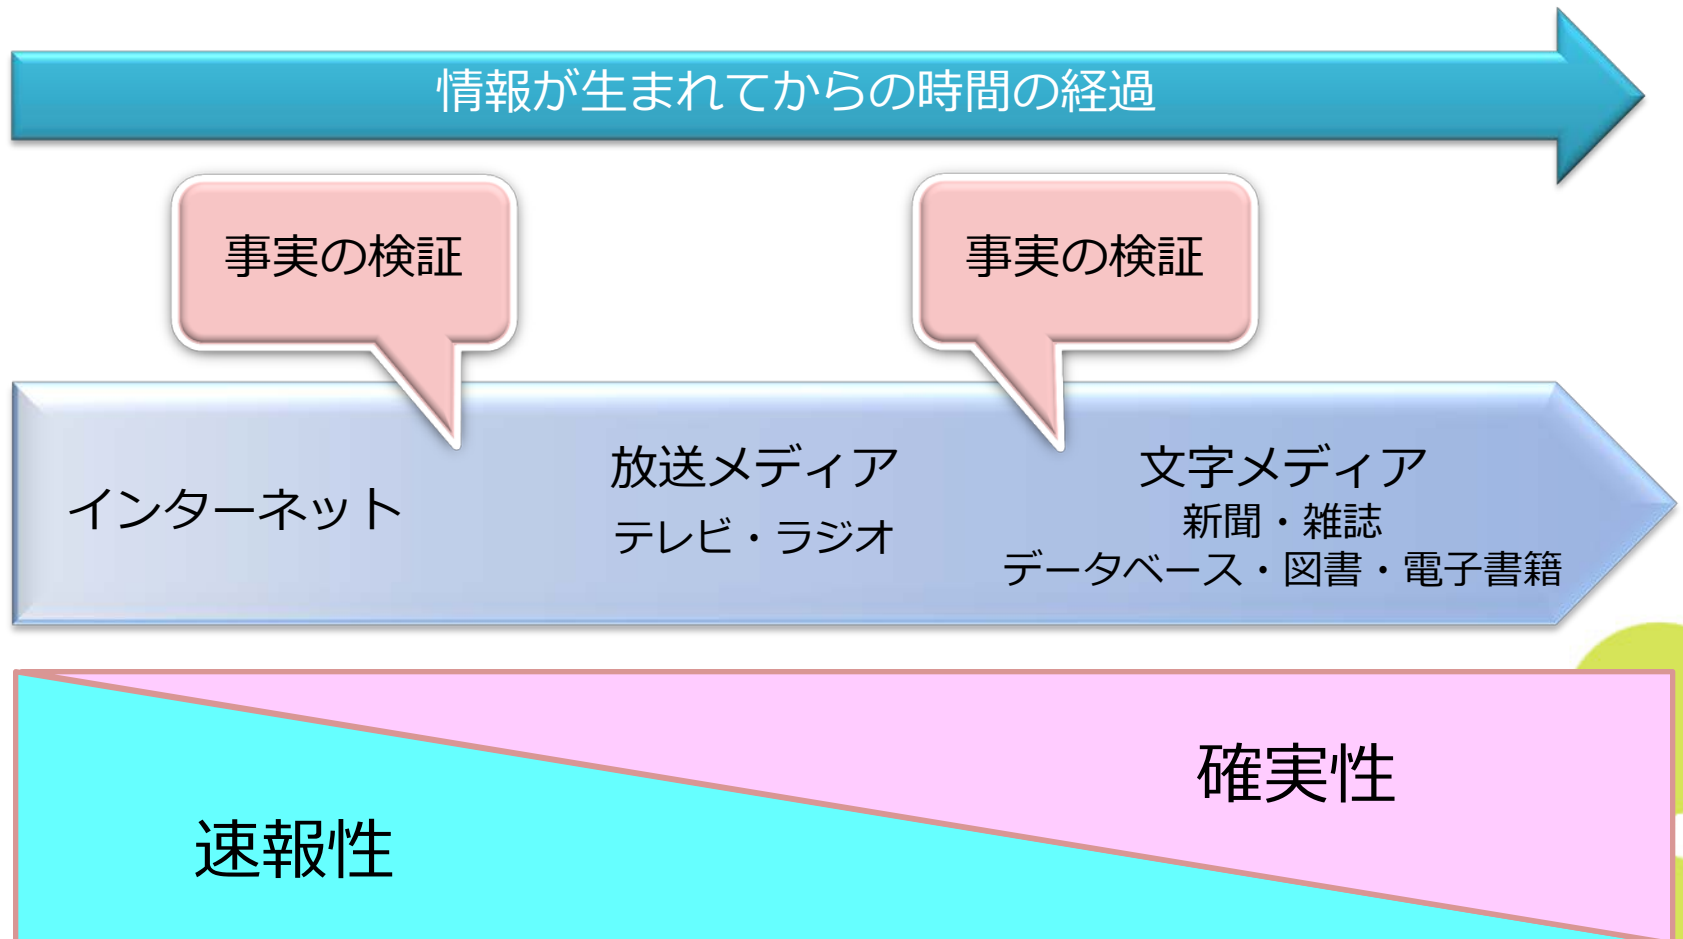 情報が生まれてからの時間の経過
事実の検証
事実の検証
インターネット
放送メディア
テレビ・ラジオ
文字メディア
新聞・雑誌
データベース・図書・電子書籍
確実性
速報性